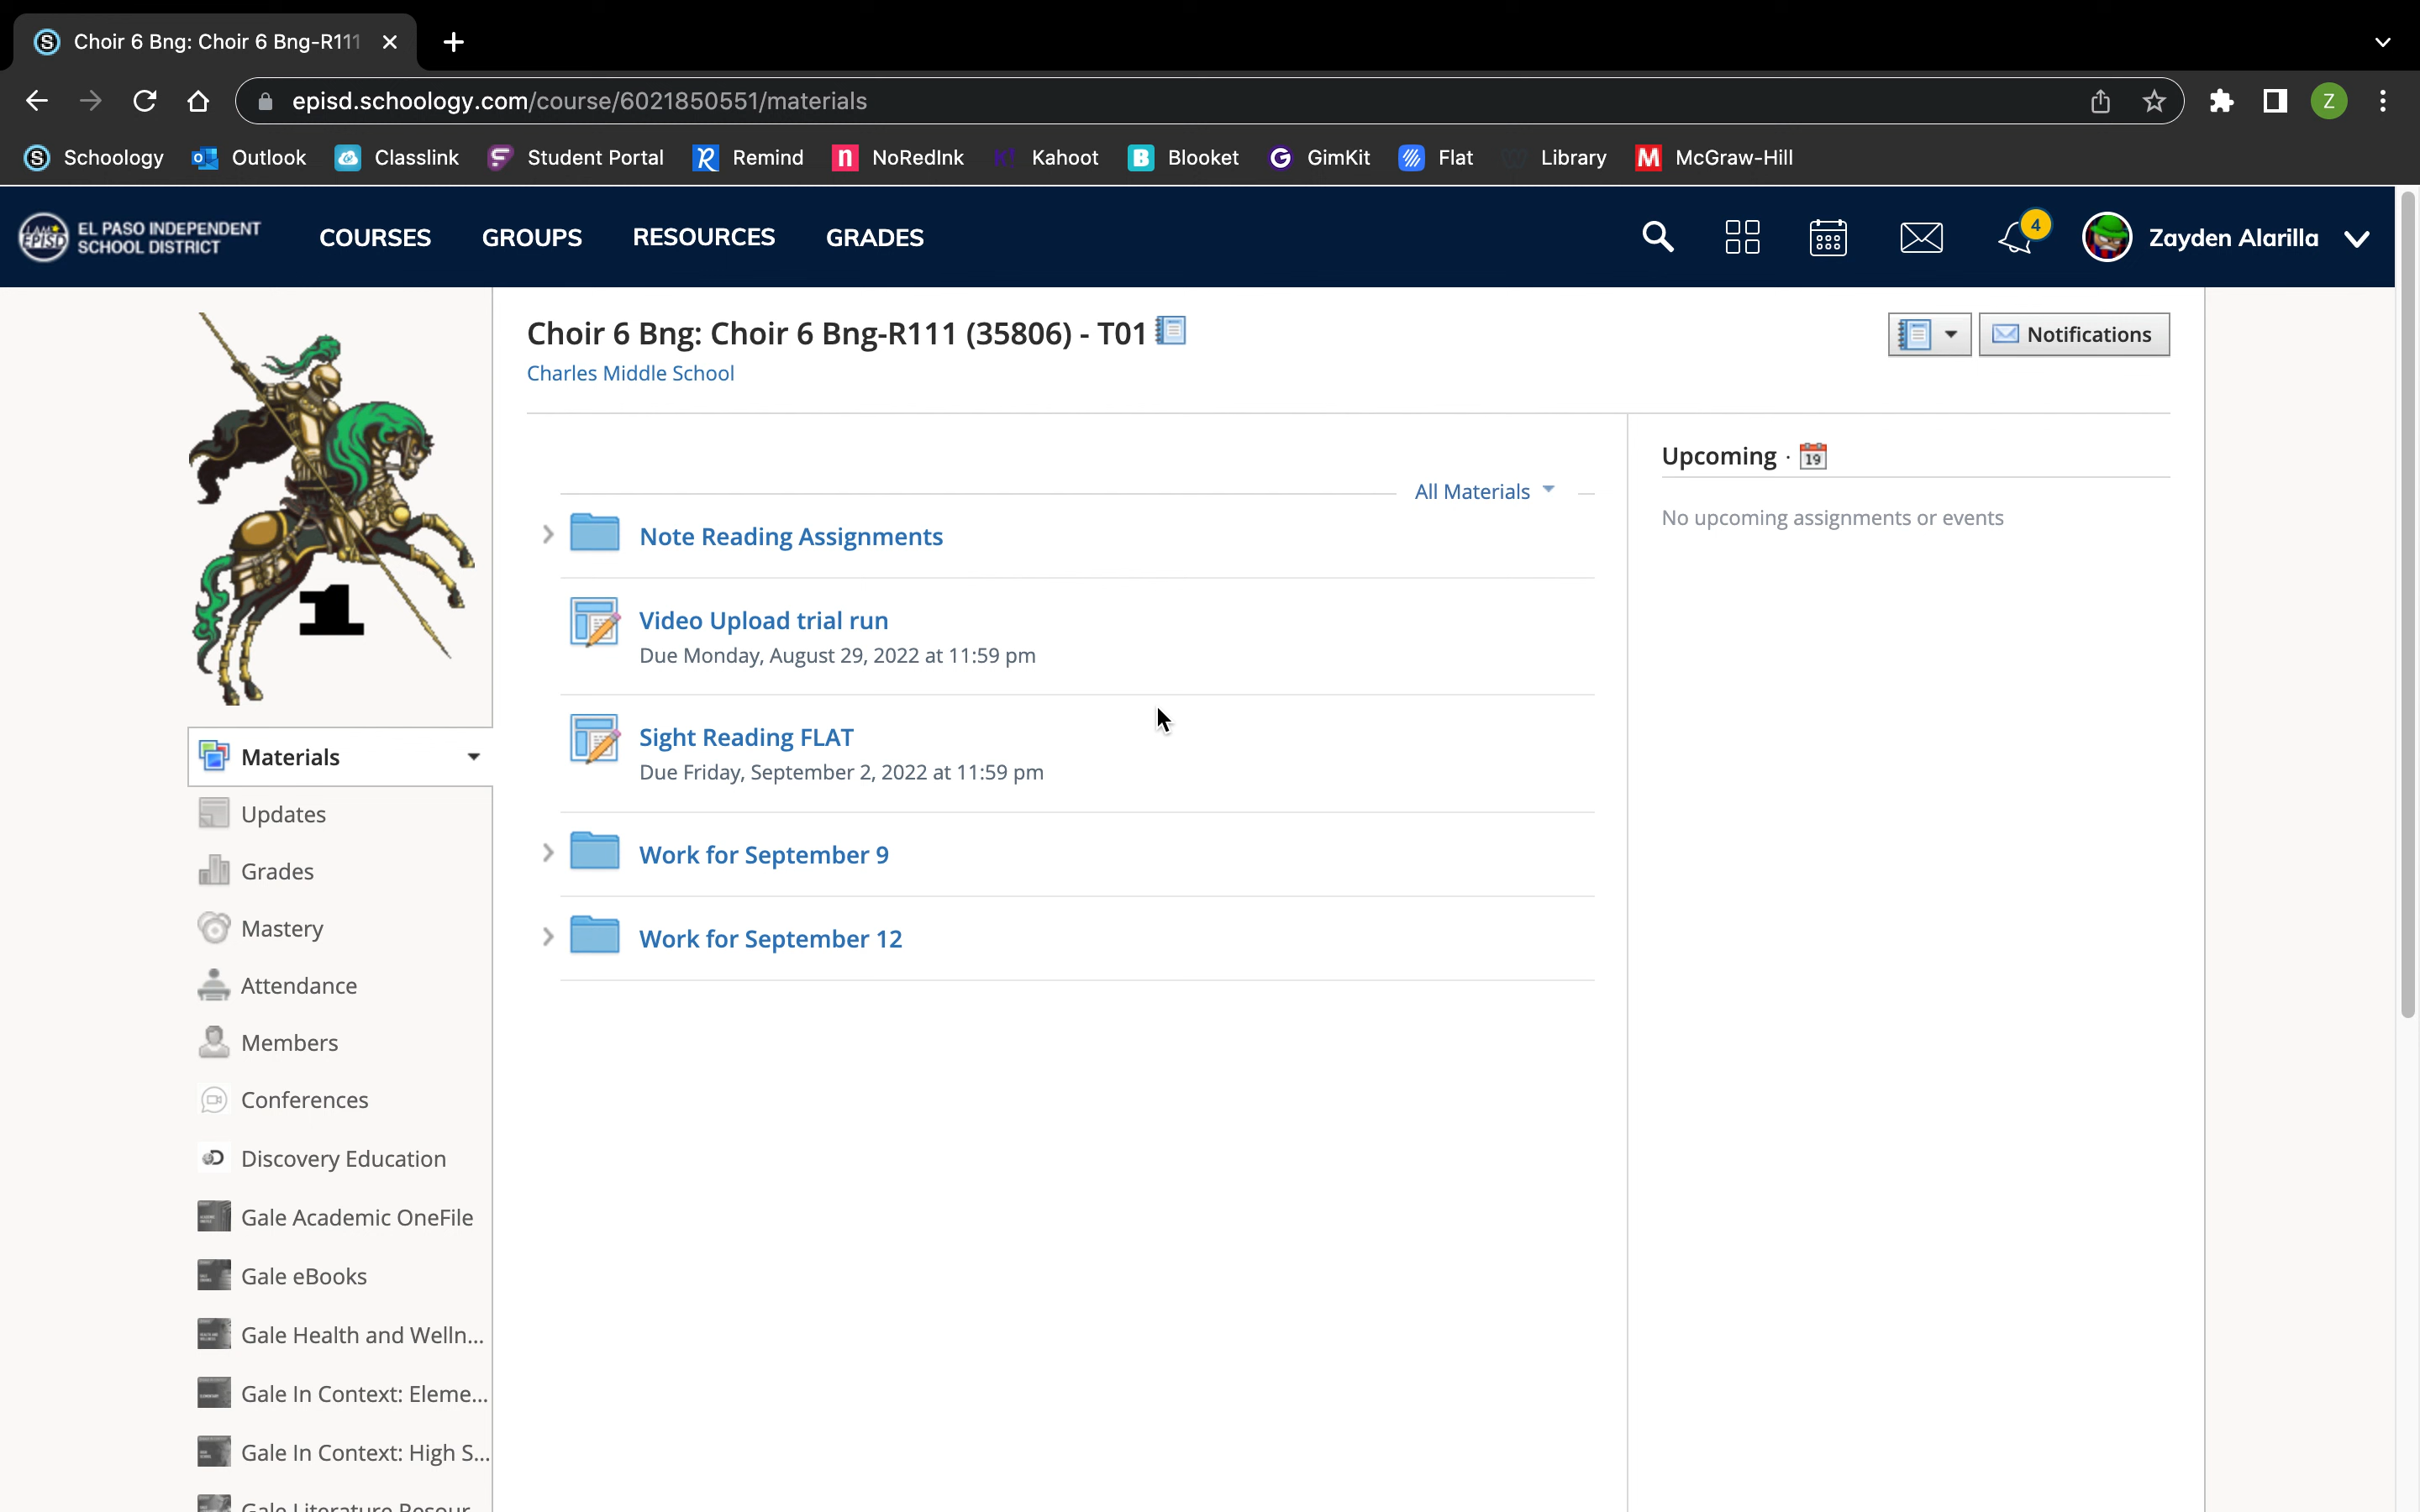 Choir 6 Bng: Choir 6 Bng-R111
episd.schoology.com/course/6021850551/materials
Z
Schoology Outlook Classlink Student Portal Remind NoRedInk Kahoot Blooket GimKit Flat Library McGraw-Hill
EL PASO INDEPENDENT
SCHOOL DISTRICT
COURSES GROUPS RESOURCES GRADES
4
Zayden Alarilla
Choir 6 Bng: Choir 6 Bng-R111 (35806) - T01
Notifications
Charles Middle School
Upcoming · 19
No upcoming assignments or events
All Materials
Note Reading Assignments
Video Upload trial run
Due Monday, August 29, 2022 at 11:59 pm
Sight Reading FLAT
Due Friday, September 2, 2022 at 11:59 pm
Work for September 9
Work for September 12
1
Materials
Updates
Grades
Mastery
Attendance
Members
Conferences
Discovery Education
Gale Academic OneFile
Gale eBooks
Gale Health and Welln...
Gale In Context: Eleme...
Gale In Context: High S...
Gale Literature Resour